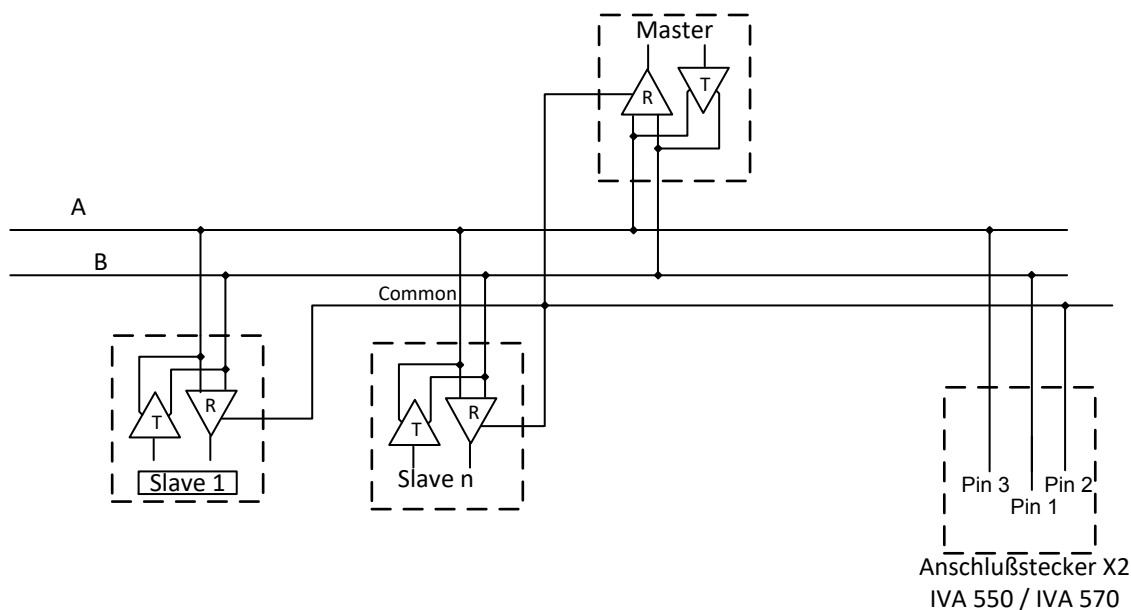 Master
R
T
A
B
Common
T
R
Slave 1
T
R
Slave n
Pin 3
Pin 1
Pin 2
Anschlußstecker X2
IVA 550 / IVA 570